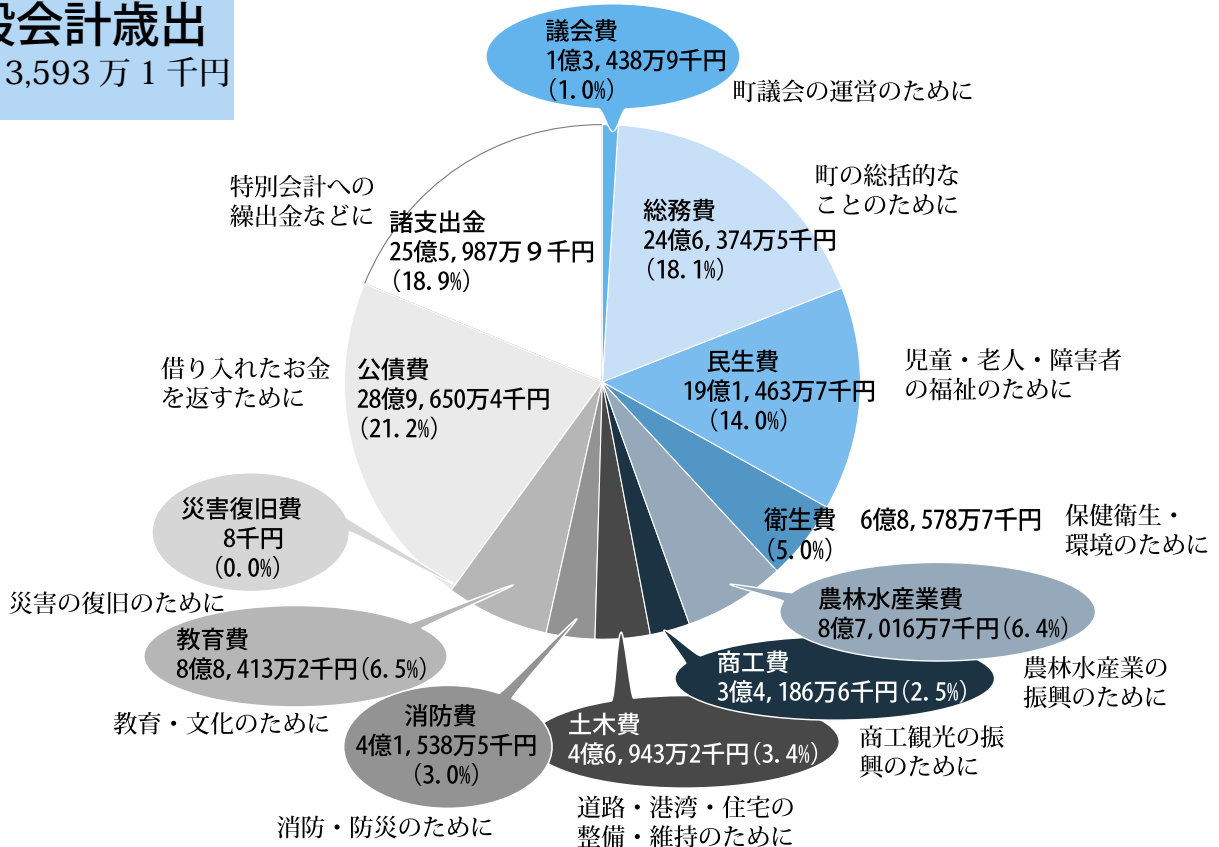 会計歳出
3,593 万 1 千円
議会費
1億3,438万9千円
(1.0%)
町議会の運営のために
総務費
24億6,374万5千円
(18.1%)
町の総括的な
ことのために
民生費
19億1,463万7千円
(14.0%)
児童・老人・障害者
の福祉のために
衛生費 6億8,578万7千円
(5.0%)
保健衛生・
環境のために
農林水産業費
8億7,016万7千円(6.4%)
農林水産業の
振興のために
商工費
3億4,186万6千円(2.5%)
商工観光の振
興のために
土木費
4億6,943万2千円(3.4%)
道路・港湾・住宅の
整備・維持のために
消防費
4億1,538万5千円
(3.0%)
消防・防災のために
教育費
8億8,413万2千円(6.5%)
教育・文化のために
災害復旧費
8千円
(0.0%)
災害の復旧のために
公債費
28億9,650万4千円
(21.2%)
借り入れたお金
を返すために
諸支出金
25億5,987万９千円
(18.9%)
特別会計への
繰出金などに